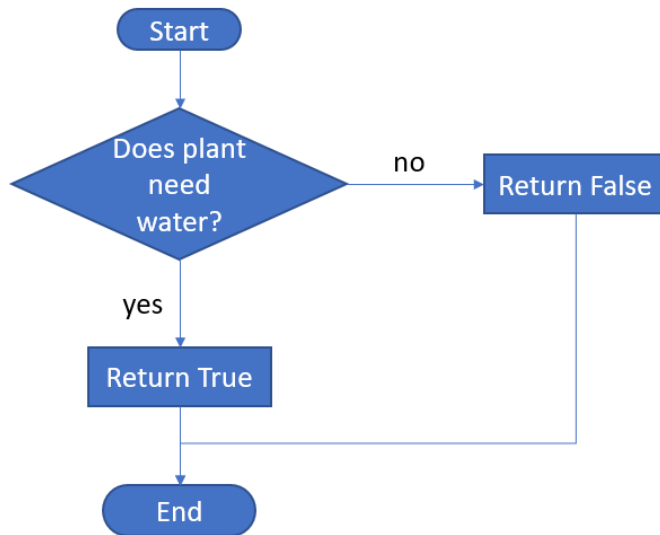 Start
Does plant
need
water?
no
Return False
yes
Return True
End